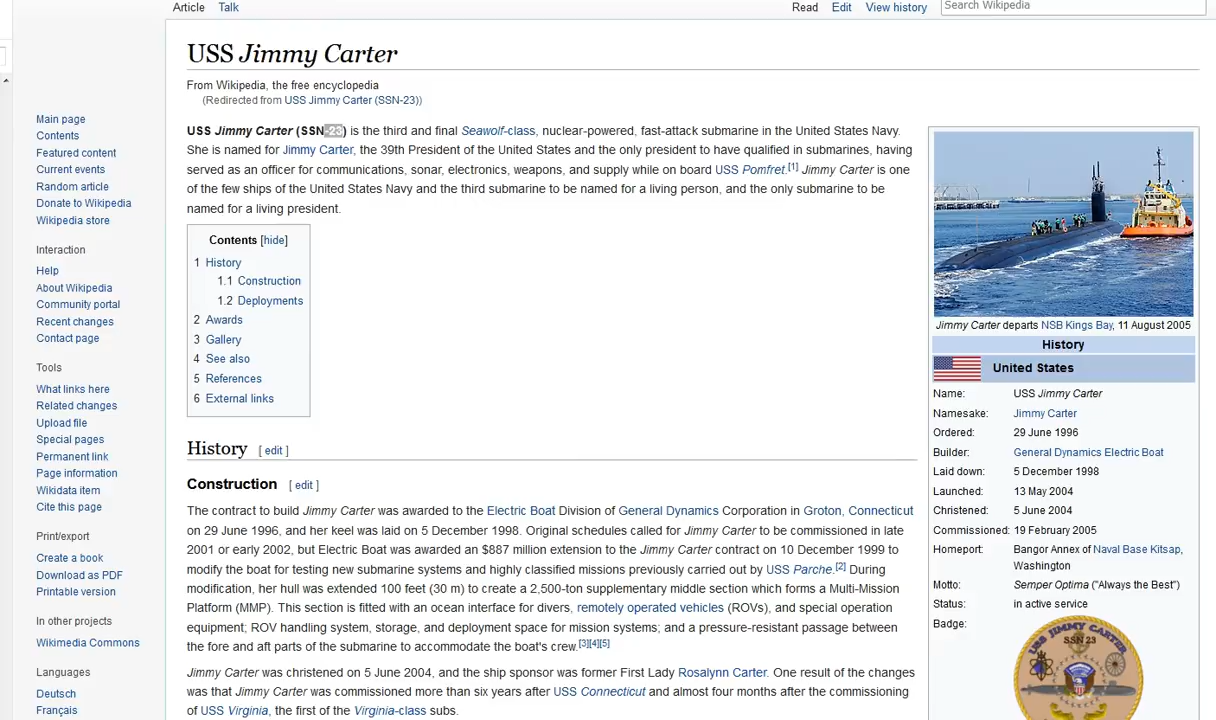 Article Talk Read Edit View history Search Wikipedia
USS Jimmy Carter
From Wikipedia, the free encyclopedia
(Redirected from USS Jimmy Carter (SSN-23))
Main page
Contents
Featured content
Current events
Random article
Donate to Wikipedia
Wikipedia store
Interaction
Help
About Wikipedia
Community portal
Recent changes
Contact page
Tools
What links here
Related changes
Upload file
Special pages
Permanent link
Page information
Wikidata item
Cite this page
Print/export
Create a book
Download as PDF
Printable version
In other projects
Wikimedia Commons
Languages
Deutsch
Français
USS Jimmy Carter (SSN-23) is the third and final Seawolf-class, nuclear-powered, fast-attack submarine in the United States Navy.
She is named for Jimmy Carter, the 39th President of the United States and the only president to have qualified in submarines, having
served as an officer for communications, sonar, electronics, weapons, and supply while on board USS Pomfret.[1] Jimmy Carter is one
of the few ships of the United States Navy and the third submarine to be named for a living person, and the only submarine to be
named for a living president.
Contents [hide]
1 History
1.1 Construction
1.2 Deployments
2 Awards
3 Gallery
4 See also
5 References
6 External links
History [ edit ]
Construction [ edit ]
The contract to build Jimmy Carter was awarded to the Electric Boat Division of General Dynamics Corporation in Groton, Connecticut
on 29 June 1996, and her keel was laid on 5 December 1998. Original schedules called for Jimmy Carter to be commissioned in late
2001 or early 2002, but Electric Boat was awarded an $887 million extension to the Jimmy Carter contract on 10 December 1999 to
modify the boat for testing new submarine systems and highly classified missions previously carried out by USS Parche.[2] During
modification, her hull was extended 100 feet (30 m) to create a 2,500-ton supplementary middle section which forms a Multi-Mission
Platform (MMP). This section is fitted with an ocean interface for divers, remotely operated vehicles (ROVs), and special operation
equipment; ROV handling system, storage, and deployment space for mission systems; and a pressure-resistant passage between
the fore and aft parts of the submarine to accommodate the boat's crew.[3][4][5]
Jimmy Carter was christened on 5 June 2004, and the ship sponsor was former First Lady Rosalynn Carter. One result of the changes
was that Jimmy Carter was commissioned more than six years after USS Connecticut and almost four months after the commissioning
of USS Virginia, the first of the Virginia-class subs.
Jimmy Carter departs NSB Kings Bay, 11 August 2005
History
United States
Name: USS Jimmy Carter
Namesake: Jimmy Carter
Ordered: 29 June 1996
Builder: General Dynamics Electric Boat
Laid down: 5 December 1998
Launched: 13 May 2004
Christened: 5 June 2004
Commissioned: 19 February 2005
Homeport: Bangor Annex of Naval Base Kitsap,
Washington
Motto: Semper Optima ("Always the Best")
Status: in active service
Badge:
USS JIMMY CARTER
SSN 23